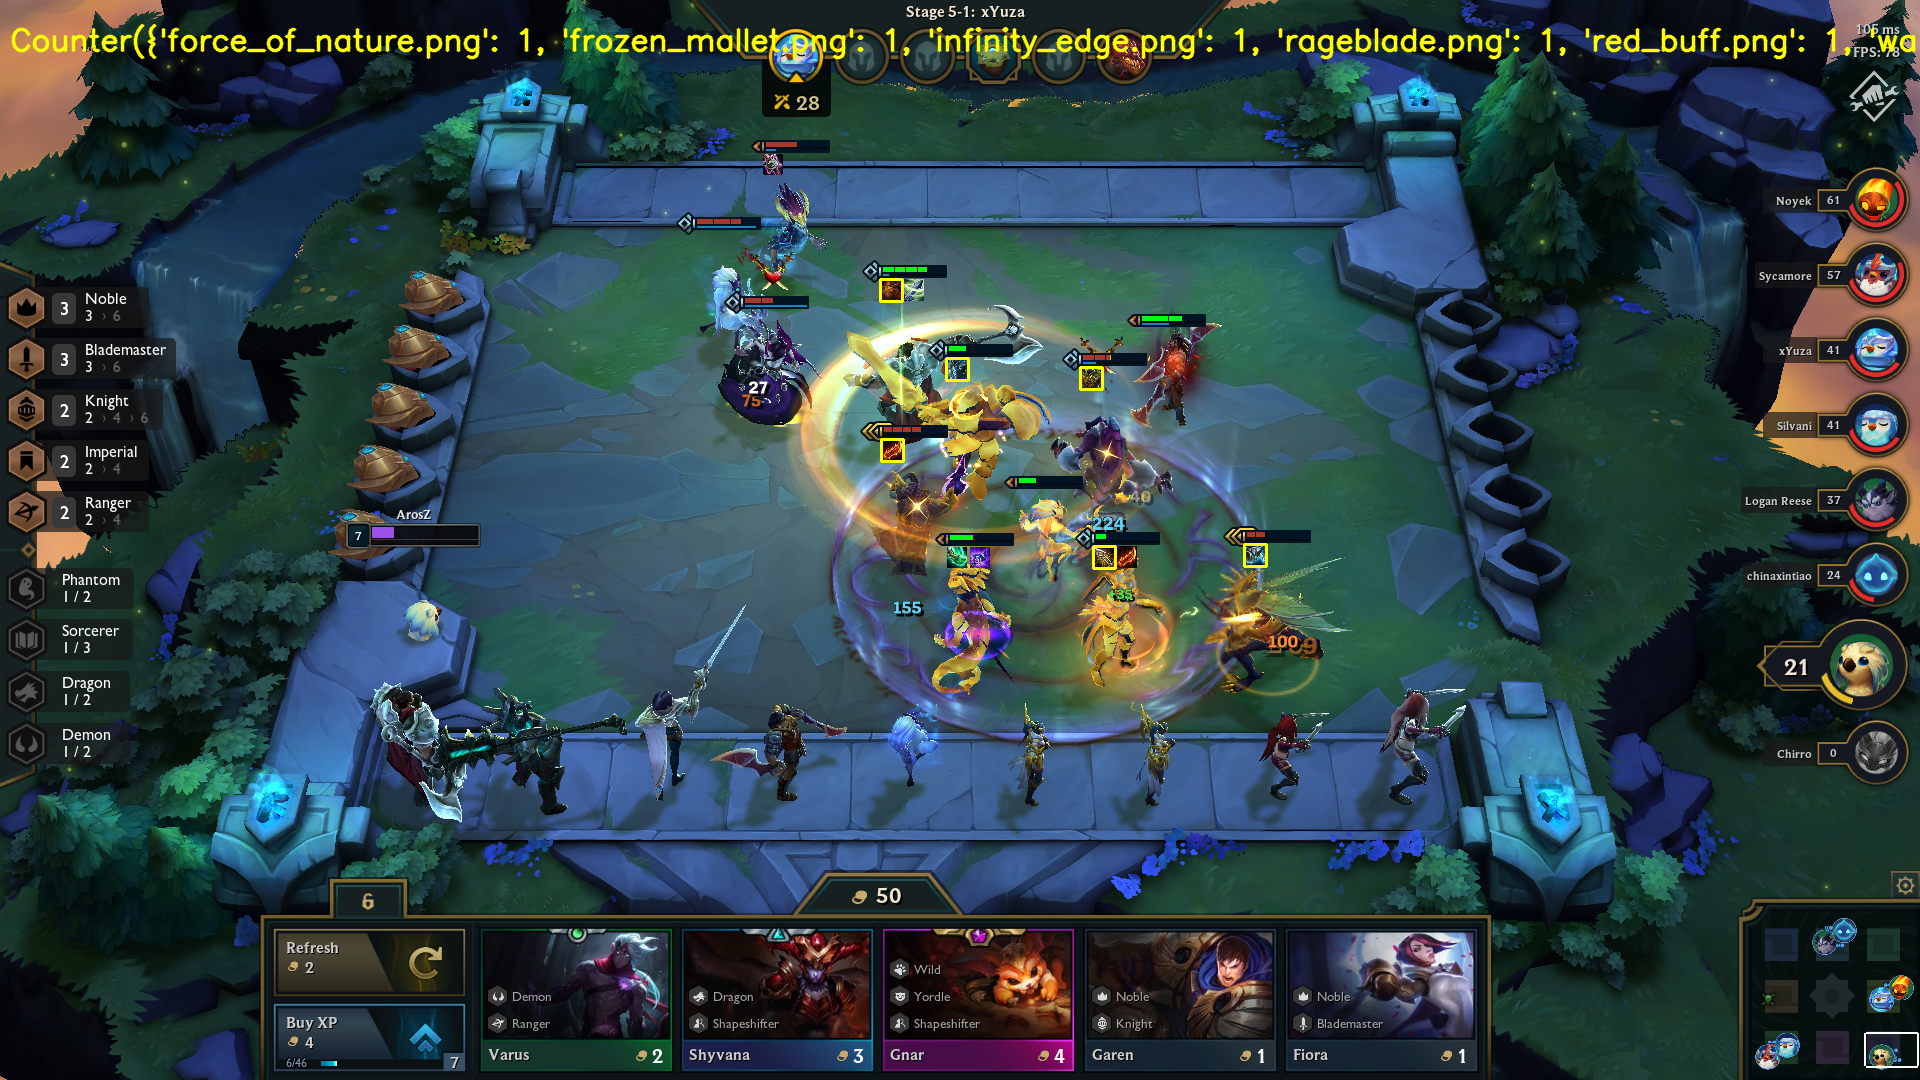 Stage 5-1: xYuza
Counter({'force_of_nature.png': 1, 'frozen_mallet.png': 1, 'infinity_edge.png': 1, 'rageblade.png': 1, 'red_buff.png': 1, 'wa
105 ms
FPS: 78
28
Noyek 61
Sycamore 57
xYuza 41
Silvani 41
Logan Reese 37
chinaxintiao 24
21
Chirro 0
3 Noble
3 › 6
3 Blademaster
3 › 6
2 Knight
2 › 4 › 6
2 Imperial
2 › 4
2 Ranger
2 › 4
Phantom
1 / 2
Sorcerer
1 / 3
Dragon
1 / 2
Demon
1 / 2
ArosZ
7
27
75
40
224
155
435
100
6
50
Refresh
2
Buy XP
4
6/46
7
Demon
Ranger
Varus 2
Dragon
Shapeshifter
Shyvana 3
Wild
Yordle
Shapeshifter
Gnar 4
Noble
Knight
Garen 1
Noble
Blademaster
Fiora 1